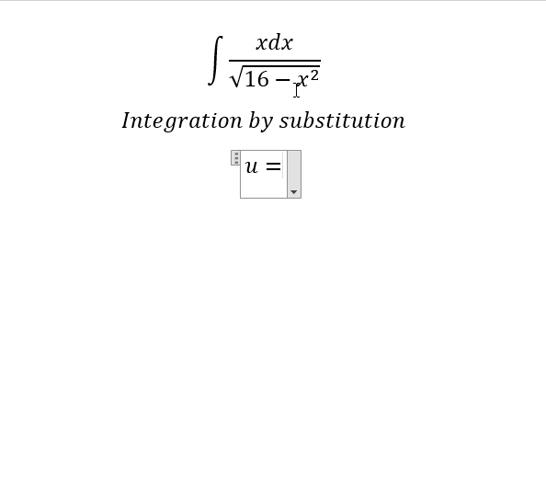 ∫ xdx / √(16 − x²)
Integration by substitution
u =